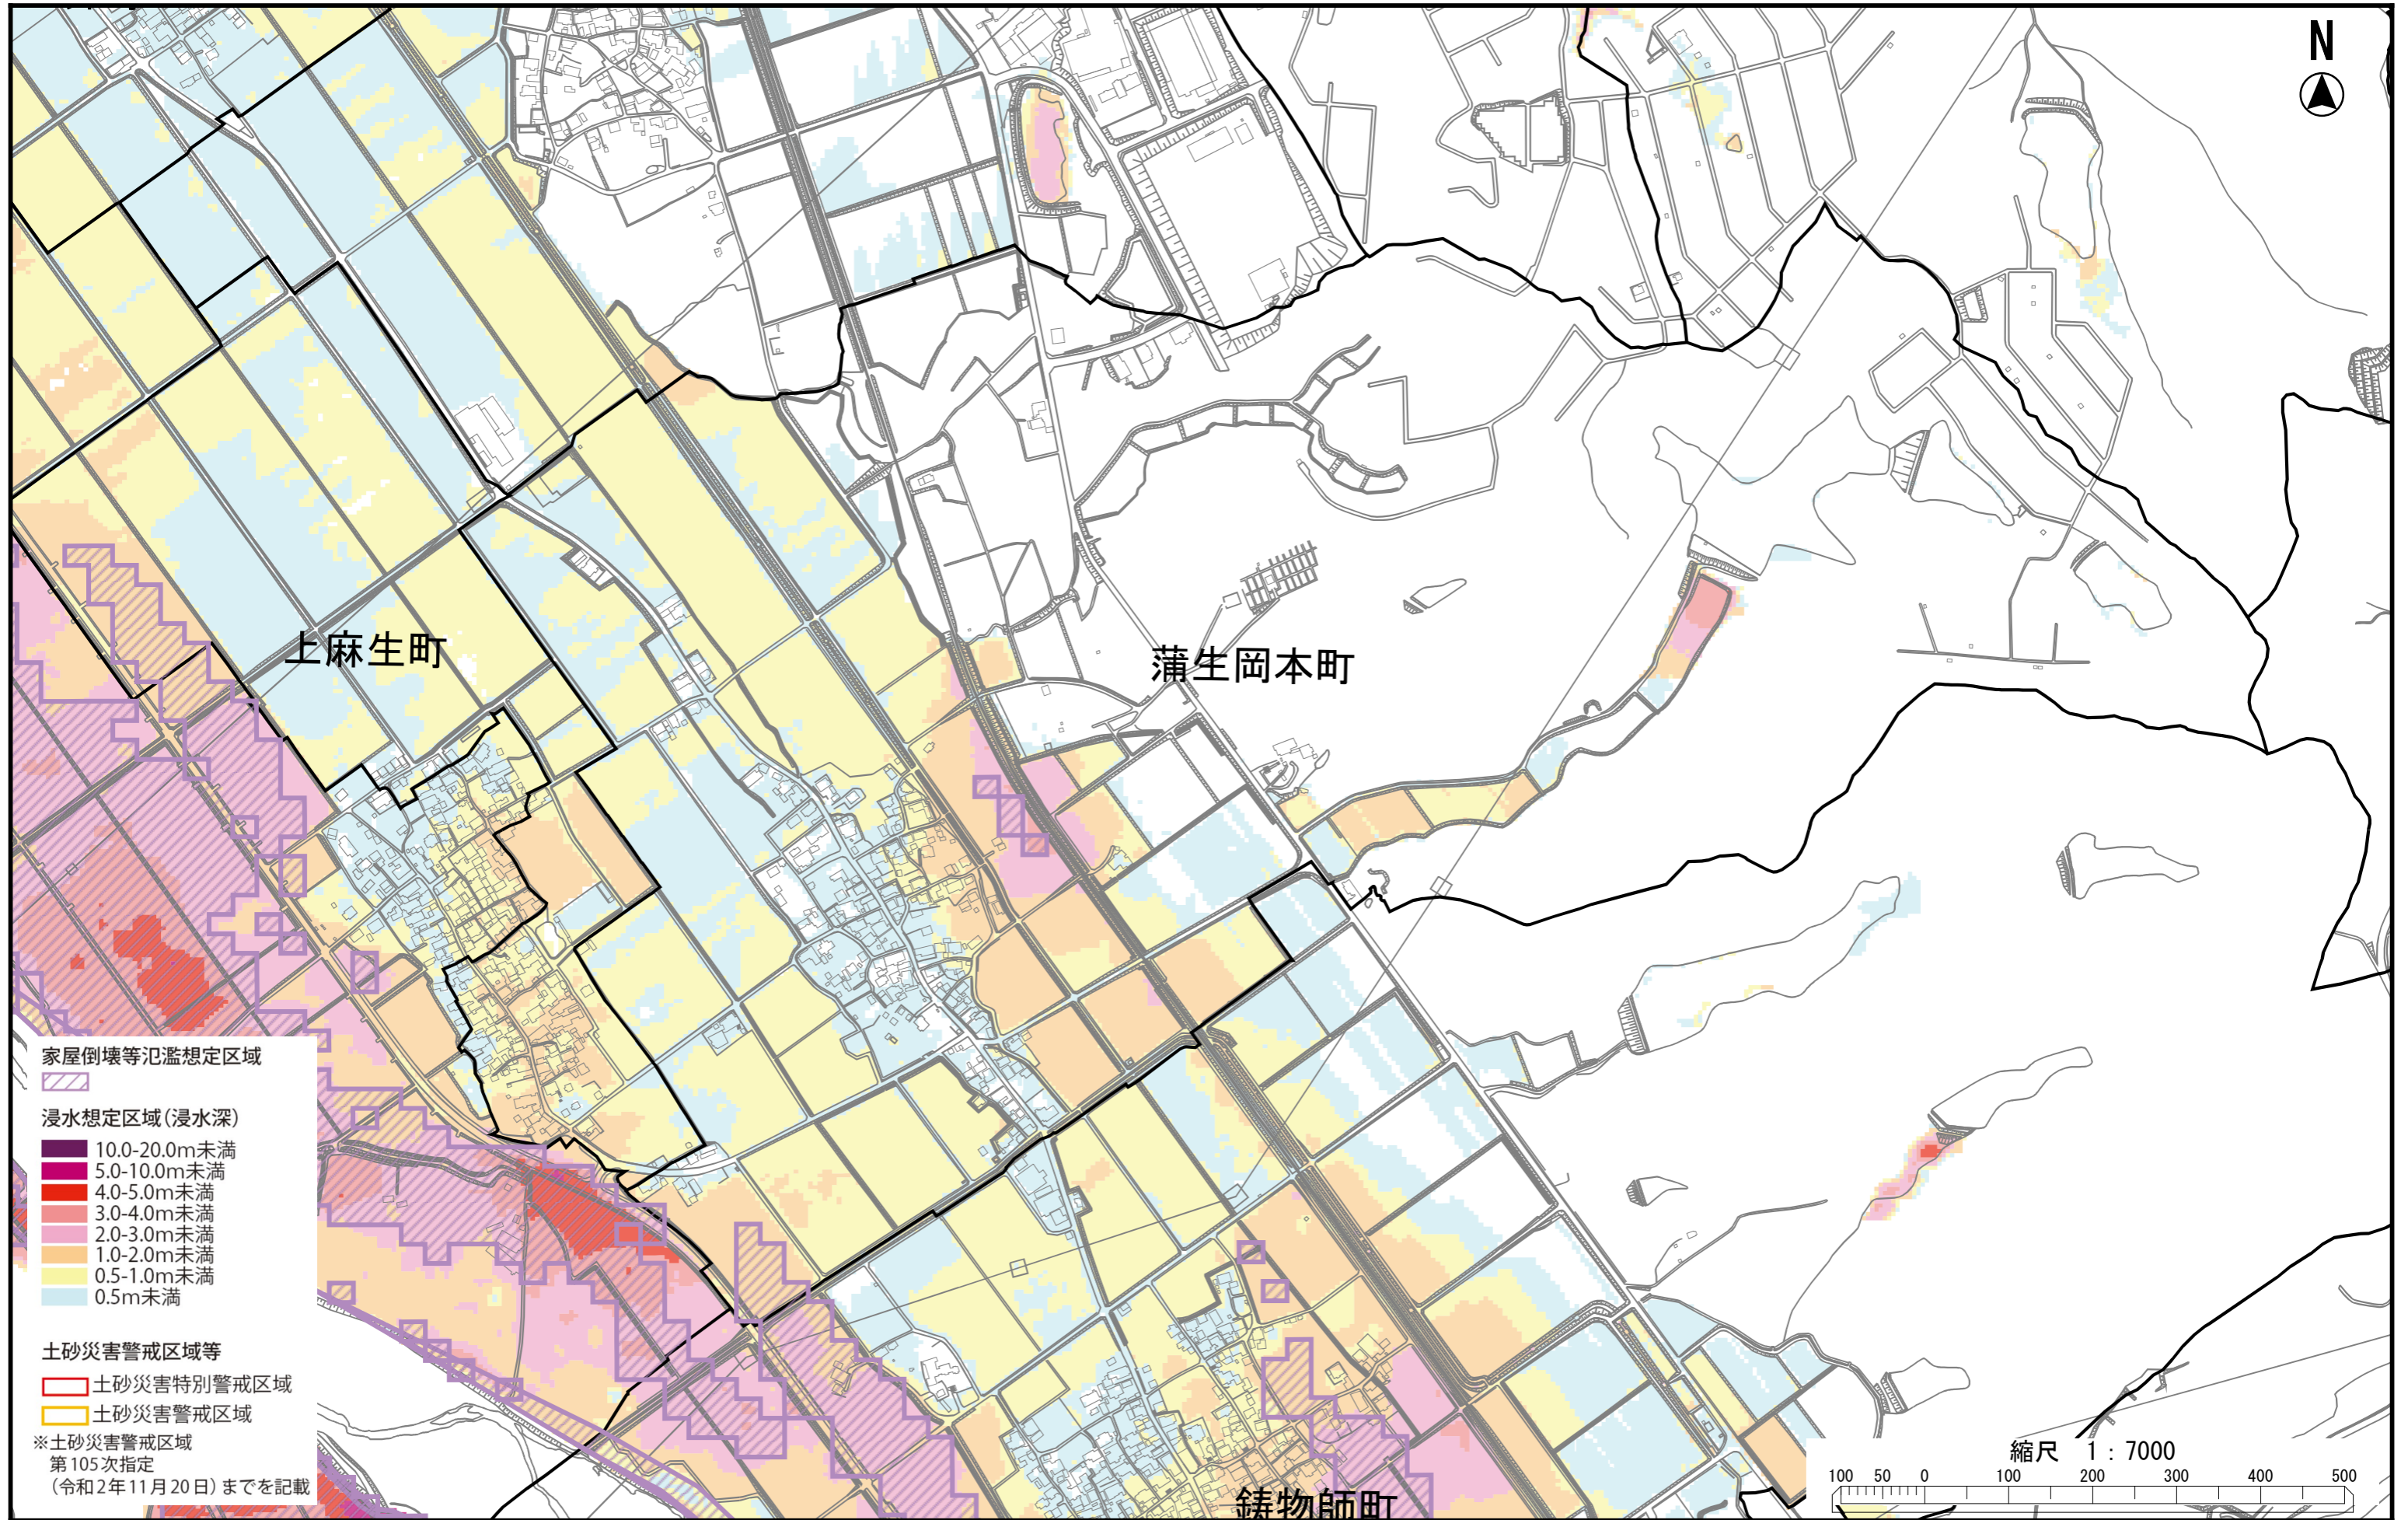 N
上麻生町
蒲生岡本町
家屋倒壊等氾濫想定区域
浸水想定区域(浸水深)
10.0-20.0m未満
5.0-10.0m未満
4.0-5.0m未満
3.0-4.0m未満
2.0-3.0m未満
1.0-2.0m未満
0.5-1.0m未満
0.5m未満
土砂災害警戒区域等
土砂災害特別警戒区域
土砂災害警戒区域
※土砂災害警戒区域
第105次指定
(令和2年11月20日)までを記載
鋳物師町
縮尺 1:7000
100 50 0 100 200 300 400 500